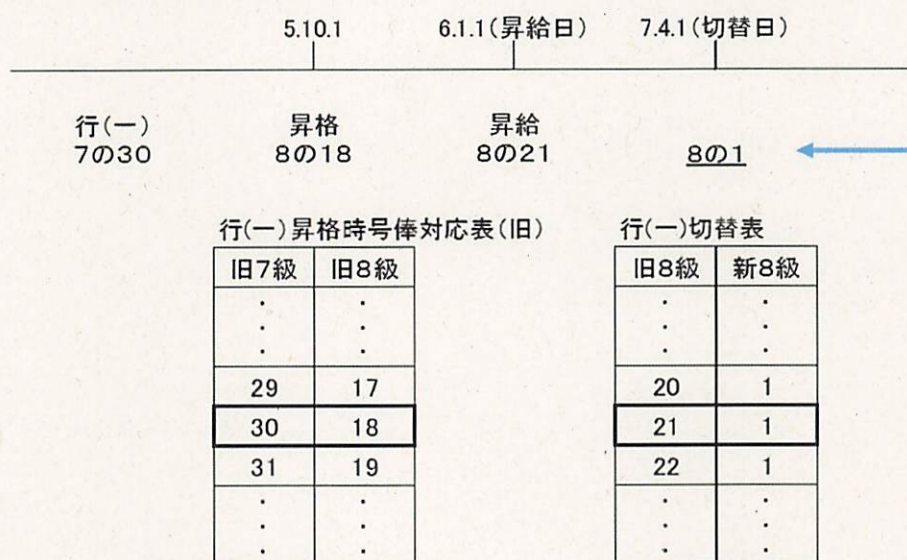 5.10.1 6.1.1(昇給日) 7.4.1(切替日)
行(一) 昇格 昇給
7の30 8の18 8の21 8の1
行(一)昇格時号俸対応表(旧) 行(一)切替表
旧7級 旧8級 旧8級 新8級
・ ・ ・ ・
・ ・ ・ ・
・ ・ ・ ・
29 17 20 1
30 18 21 1
31 19 22 1
・ ・ ・ ・
・ ・ ・ ・
・ ・ ・ ・